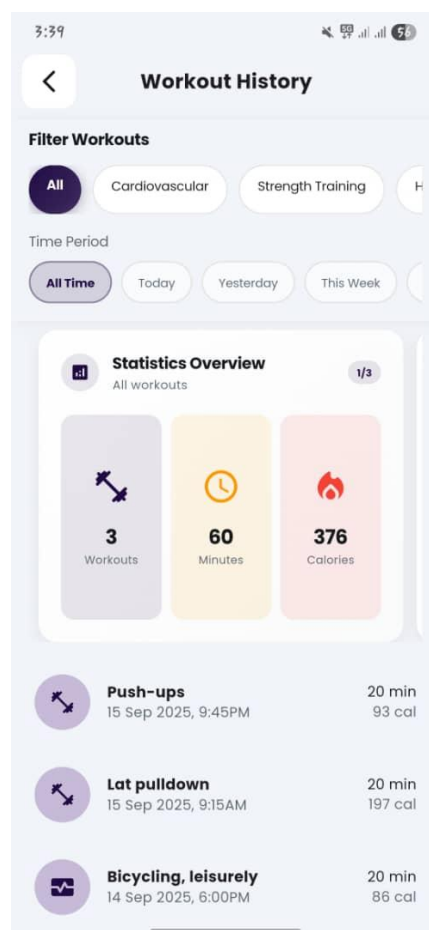 3:39
5G
56
Workout History
Filter Workouts
All Cardiovascular Strength Training H
Time Period
All Time Today Yesterday This Week
Statistics Overview
1/3
All workouts
3 60 376
Workouts Minutes Calories
Push-ups 20 min
15 Sep 2025, 9:45PM 93 cal
Lat pulldown 20 min
15 Sep 2025, 9:15AM 197 cal
Bicycling, leisurely 20 min
14 Sep 2025, 6:00PM 86 cal